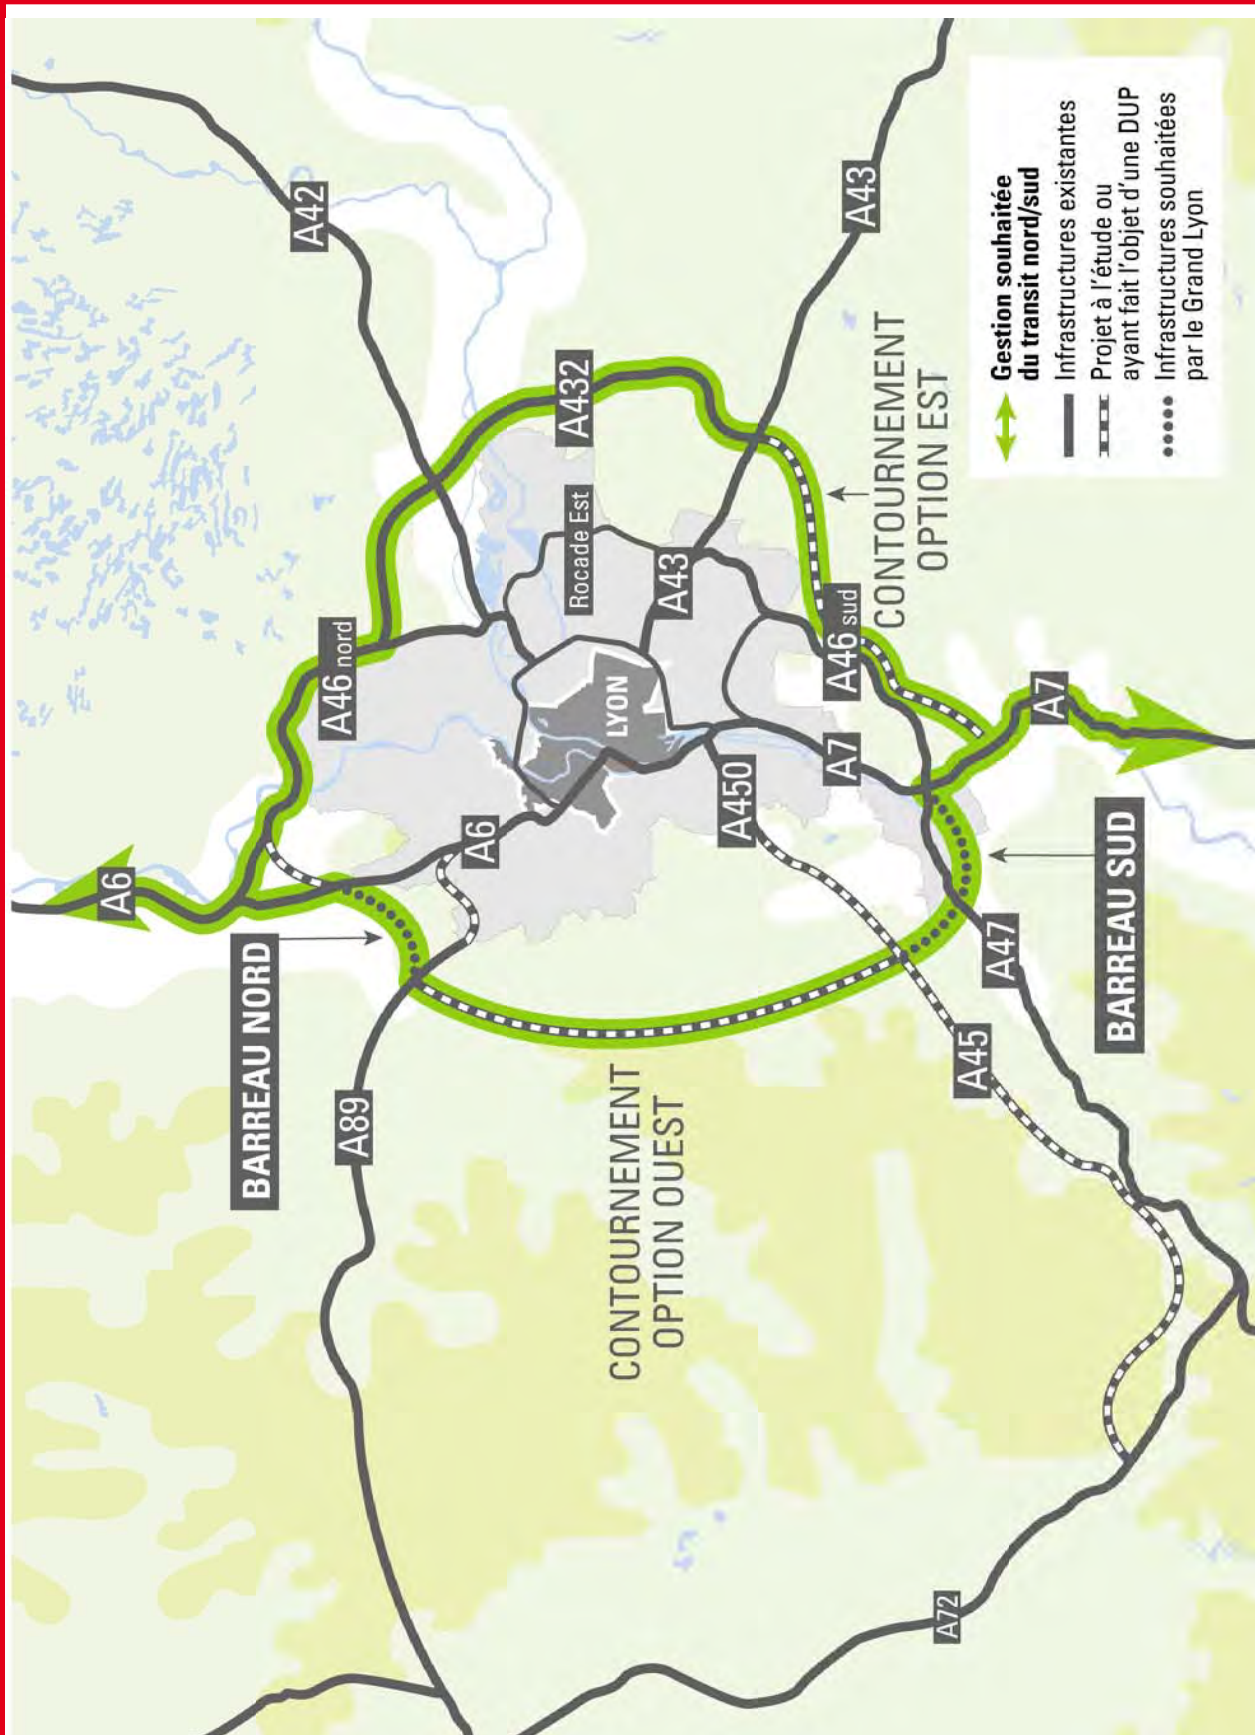 A6
BARREAU NORD
A42
A46 nord
A89
A6
A432
Rocade Est
LYON
CONTOURNEMENT
OPTION OUEST
A43
A450
A7
A46 sud
A43
CONTOURNEMENT
OPTION EST
A72
A45
A47
A7
BARREAU SUD
Gestion souhaitée
du transit nord/sud
Infrastructures existantes
Projet à l'étude ou
ayant fait l'objet d'une DUP
Infrastructures souhaitées
par le Grand Lyon